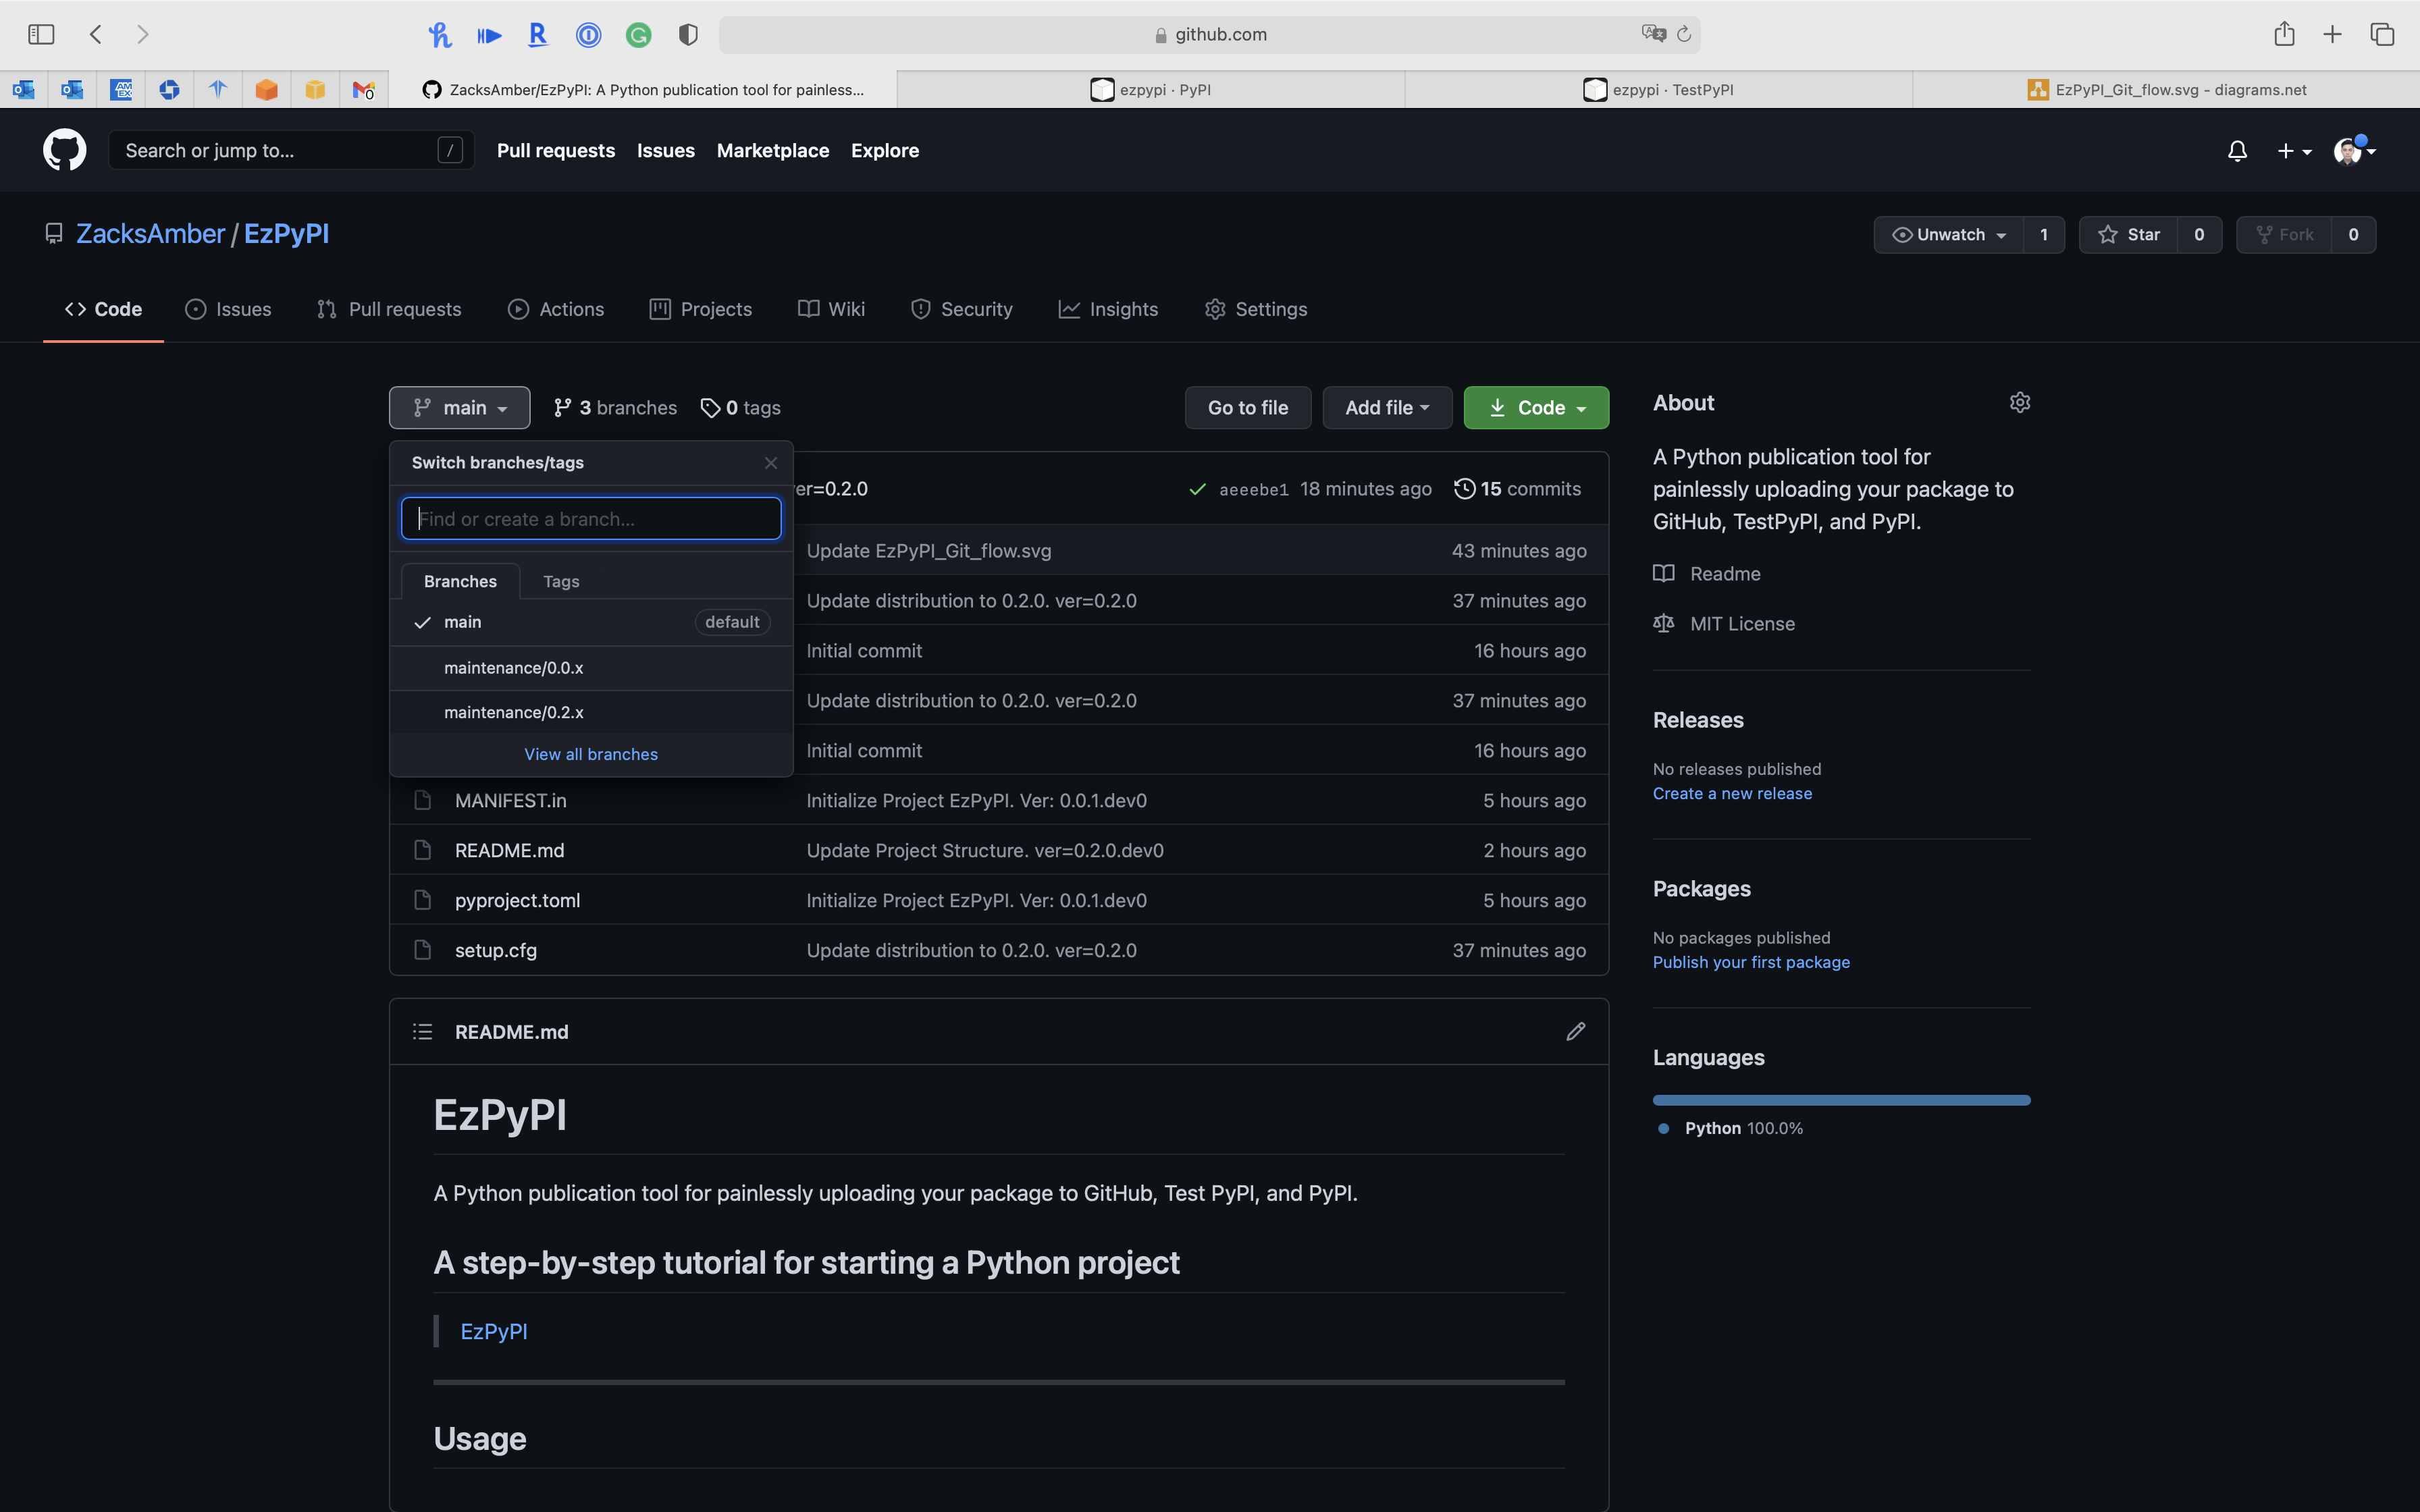 github.com
AMEX
0
ZacksAmber/EzPyPI: A Python publication tool for painless...
ezpypi · PyPI
ezpypi · TestPyPI
EzPyPI_Git_flow.svg - diagrams.net
Search or jump to... /
Pull requests Issues Marketplace Explore
ZacksAmber / EzPyPI
Unwatch 1 Star 0 Fork 0
Code Issues Pull requests Actions Projects Wiki Security Insights Settings
main 3 branches 0 tags Go to file Add file Code
Switch branches/tags
er=0.2.0 aeeebe1 18 minutes ago 15 commits
Find or create a branch...
Branches Tags
main default
maintenance/0.0.x
maintenance/0.2.x
View all branches
Update EzPyPI_Git_flow.svg 43 minutes ago
Update distribution to 0.2.0. ver=0.2.0 37 minutes ago
Initial commit 16 hours ago
Update distribution to 0.2.0. ver=0.2.0 37 minutes ago
Initial commit 16 hours ago
MANIFEST.in Initialize Project EzPyPI. Ver: 0.0.1.dev0 5 hours ago
README.md Update Project Structure. ver=0.2.0.dev0 2 hours ago
pyproject.toml Initialize Project EzPyPI. Ver: 0.0.1.dev0 5 hours ago
setup.cfg Update distribution to 0.2.0. ver=0.2.0 37 minutes ago
README.md
EzPyPI
A Python publication tool for painlessly uploading your package to GitHub, Test PyPI, and PyPI.
A step-by-step tutorial for starting a Python project
EzPyPI
Usage
About
A Python publication tool for
painlessly uploading your package to
GitHub, TestPyPI, and PyPI.
Readme
MIT License
Releases
No releases published
Create a new release
Packages
No packages published
Publish your first package
Languages
Python 100.0%